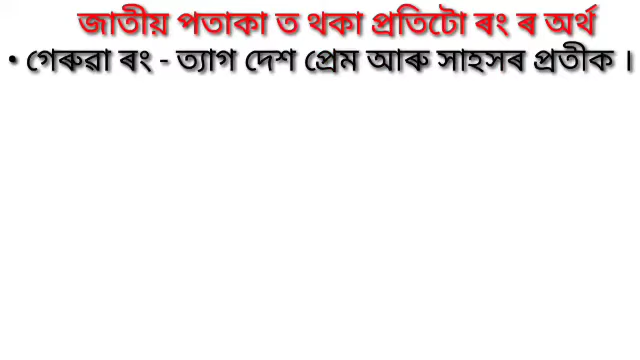 জাতীয় পতাকা ত থকা প্ৰতিটো ৰং ৰ অৰ্থ
• গেৰুৱা ৰং - ত্যাগ দেশ প্ৰেম আৰু সাহসৰ প্ৰতীক ।